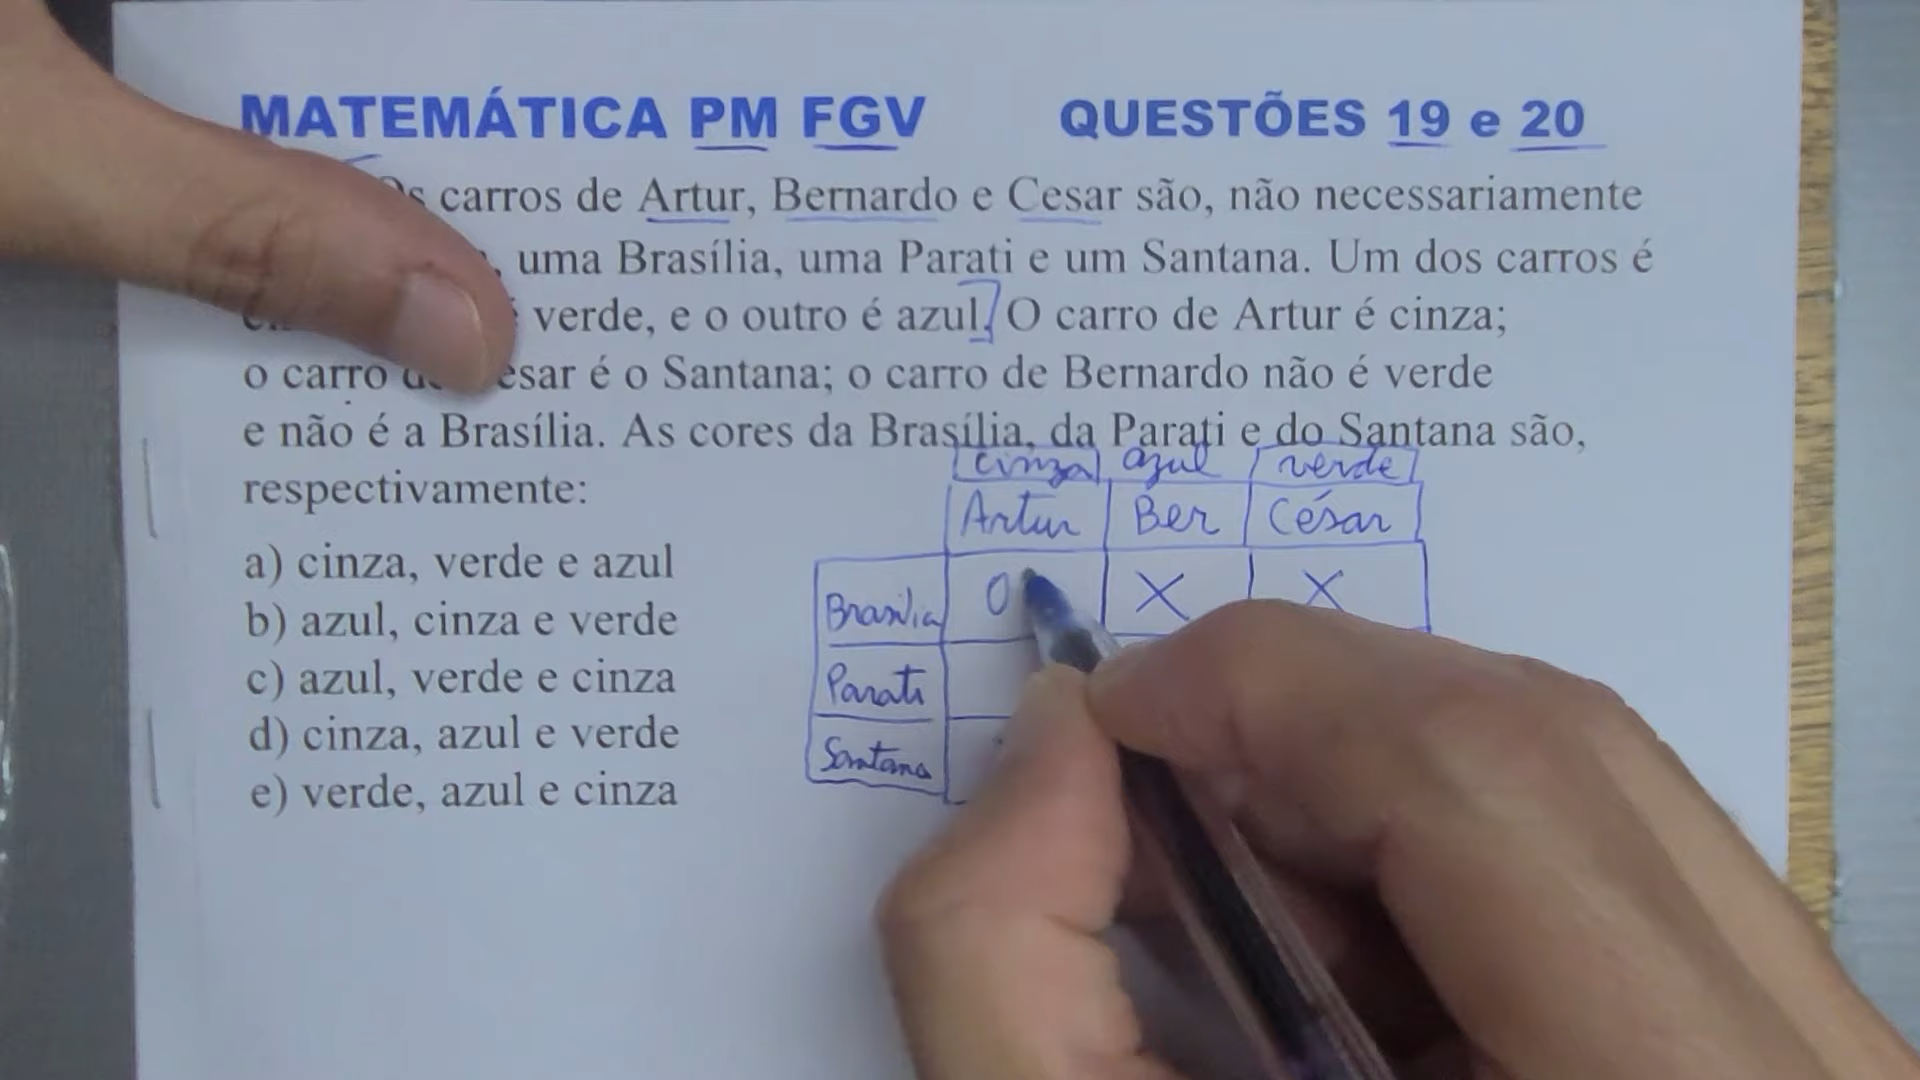 MATEMÁTICA PM FGV QUESTÕES 19 e 20
carros de Artur, Bernardo e Cesar são, não necessariamente
uma Brasília, uma Parati e um Santana. Um dos carros é
verde, e o outro é azul. O carro de Artur é cinza;
o carro esar é o Santana; o carro de Bernardo não é verde
e não é a Brasília. As cores da Brasília, da Parati e do Santana são,
respectivamente:
a) cinza, verde e azul
b) azul, cinza e verde
c) azul, verde e cinza
d) cinza, azul e verde
e) verde, azul e cinza
cinza azul verde
Artur Ber César
Brasília O X X
Parati
Santana